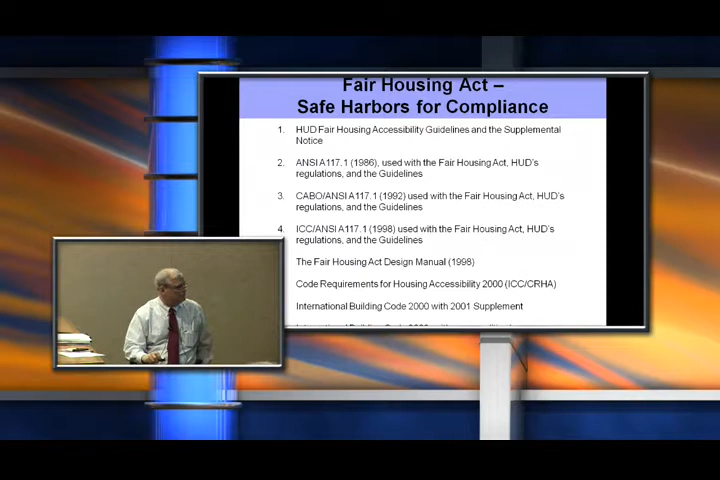 Fair Housing Act –
Safe Harbors for Compliance
1. HUD Fair Housing Accessibility Guidelines and the Supplemental
Notice
2. ANSI A117.1 (1986), used with the Fair Housing Act, HUD's
regulations, and the Guidelines
3. CABO/ANSI A117.1 (1992) used with the Fair Housing Act, HUD's
regulations, and the Guidelines
4. ICC/ANSI A117.1 (1998) used with the Fair Housing Act, HUD's
regulations, and the Guidelines
The Fair Housing Act Design Manual (1998)
Code Requirements for Housing Accessibility 2000 (ICC/CRHA)
International Building Code 2000 with 2001 Supplement